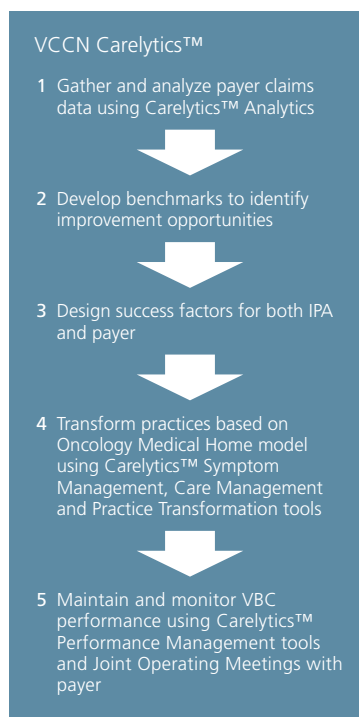 VCCN Carelytics™
1 Gather and analyze payer claims
data using Carelytics™ Analytics
2 Develop benchmarks to identify
improvement opportunities
3 Design success factors for both IPA
and payer
4 Transform practices based on
Oncology Medical Home model
using Carelytics™ Symptom
Management, Care Management
and Practice Transformation tools
5 Maintain and monitor VBC
performance using Carelytics™
Performance Management tools
and Joint Operating Meetings with
payer